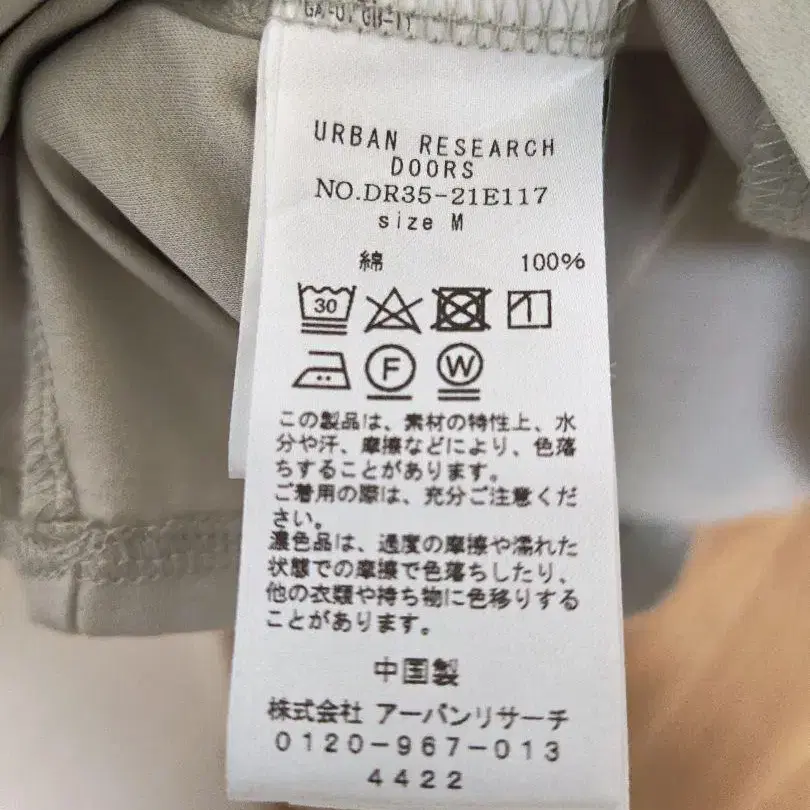 URBAN RESEARCH
DOORS
NO.DR35-21E117
size M
綿 100%
30
F W
この製品は、素材の特性上、水
分や汗、摩擦などにより、色落
ちすることがあります。
ご着用の際は、充分ご注意くだ
さい。
濃色品は、過度の摩擦や濡れた
状態での摩擦で色落ちしたり、
他の衣類や持ち物に色移りする
ことがあります。
中国製
株式会社 アーバンリサーチ
0120-967-013
4422